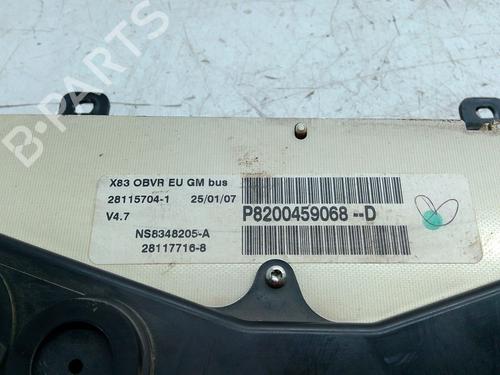 B-PARTS
X83 OBVR EU GM bus
28115704-1 25/01/07
V4.7
P8200459068--D
NS8348205-A
28117716-8